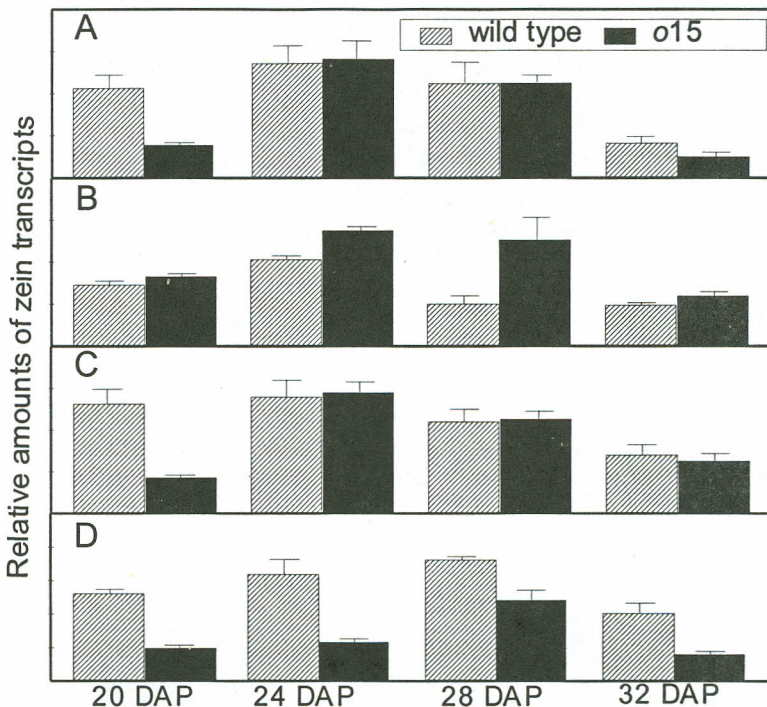 Relative amounts of zein transcripts
A
wild type o15
B
C
D
20 DAP 24 DAP 28 DAP 32 DAP